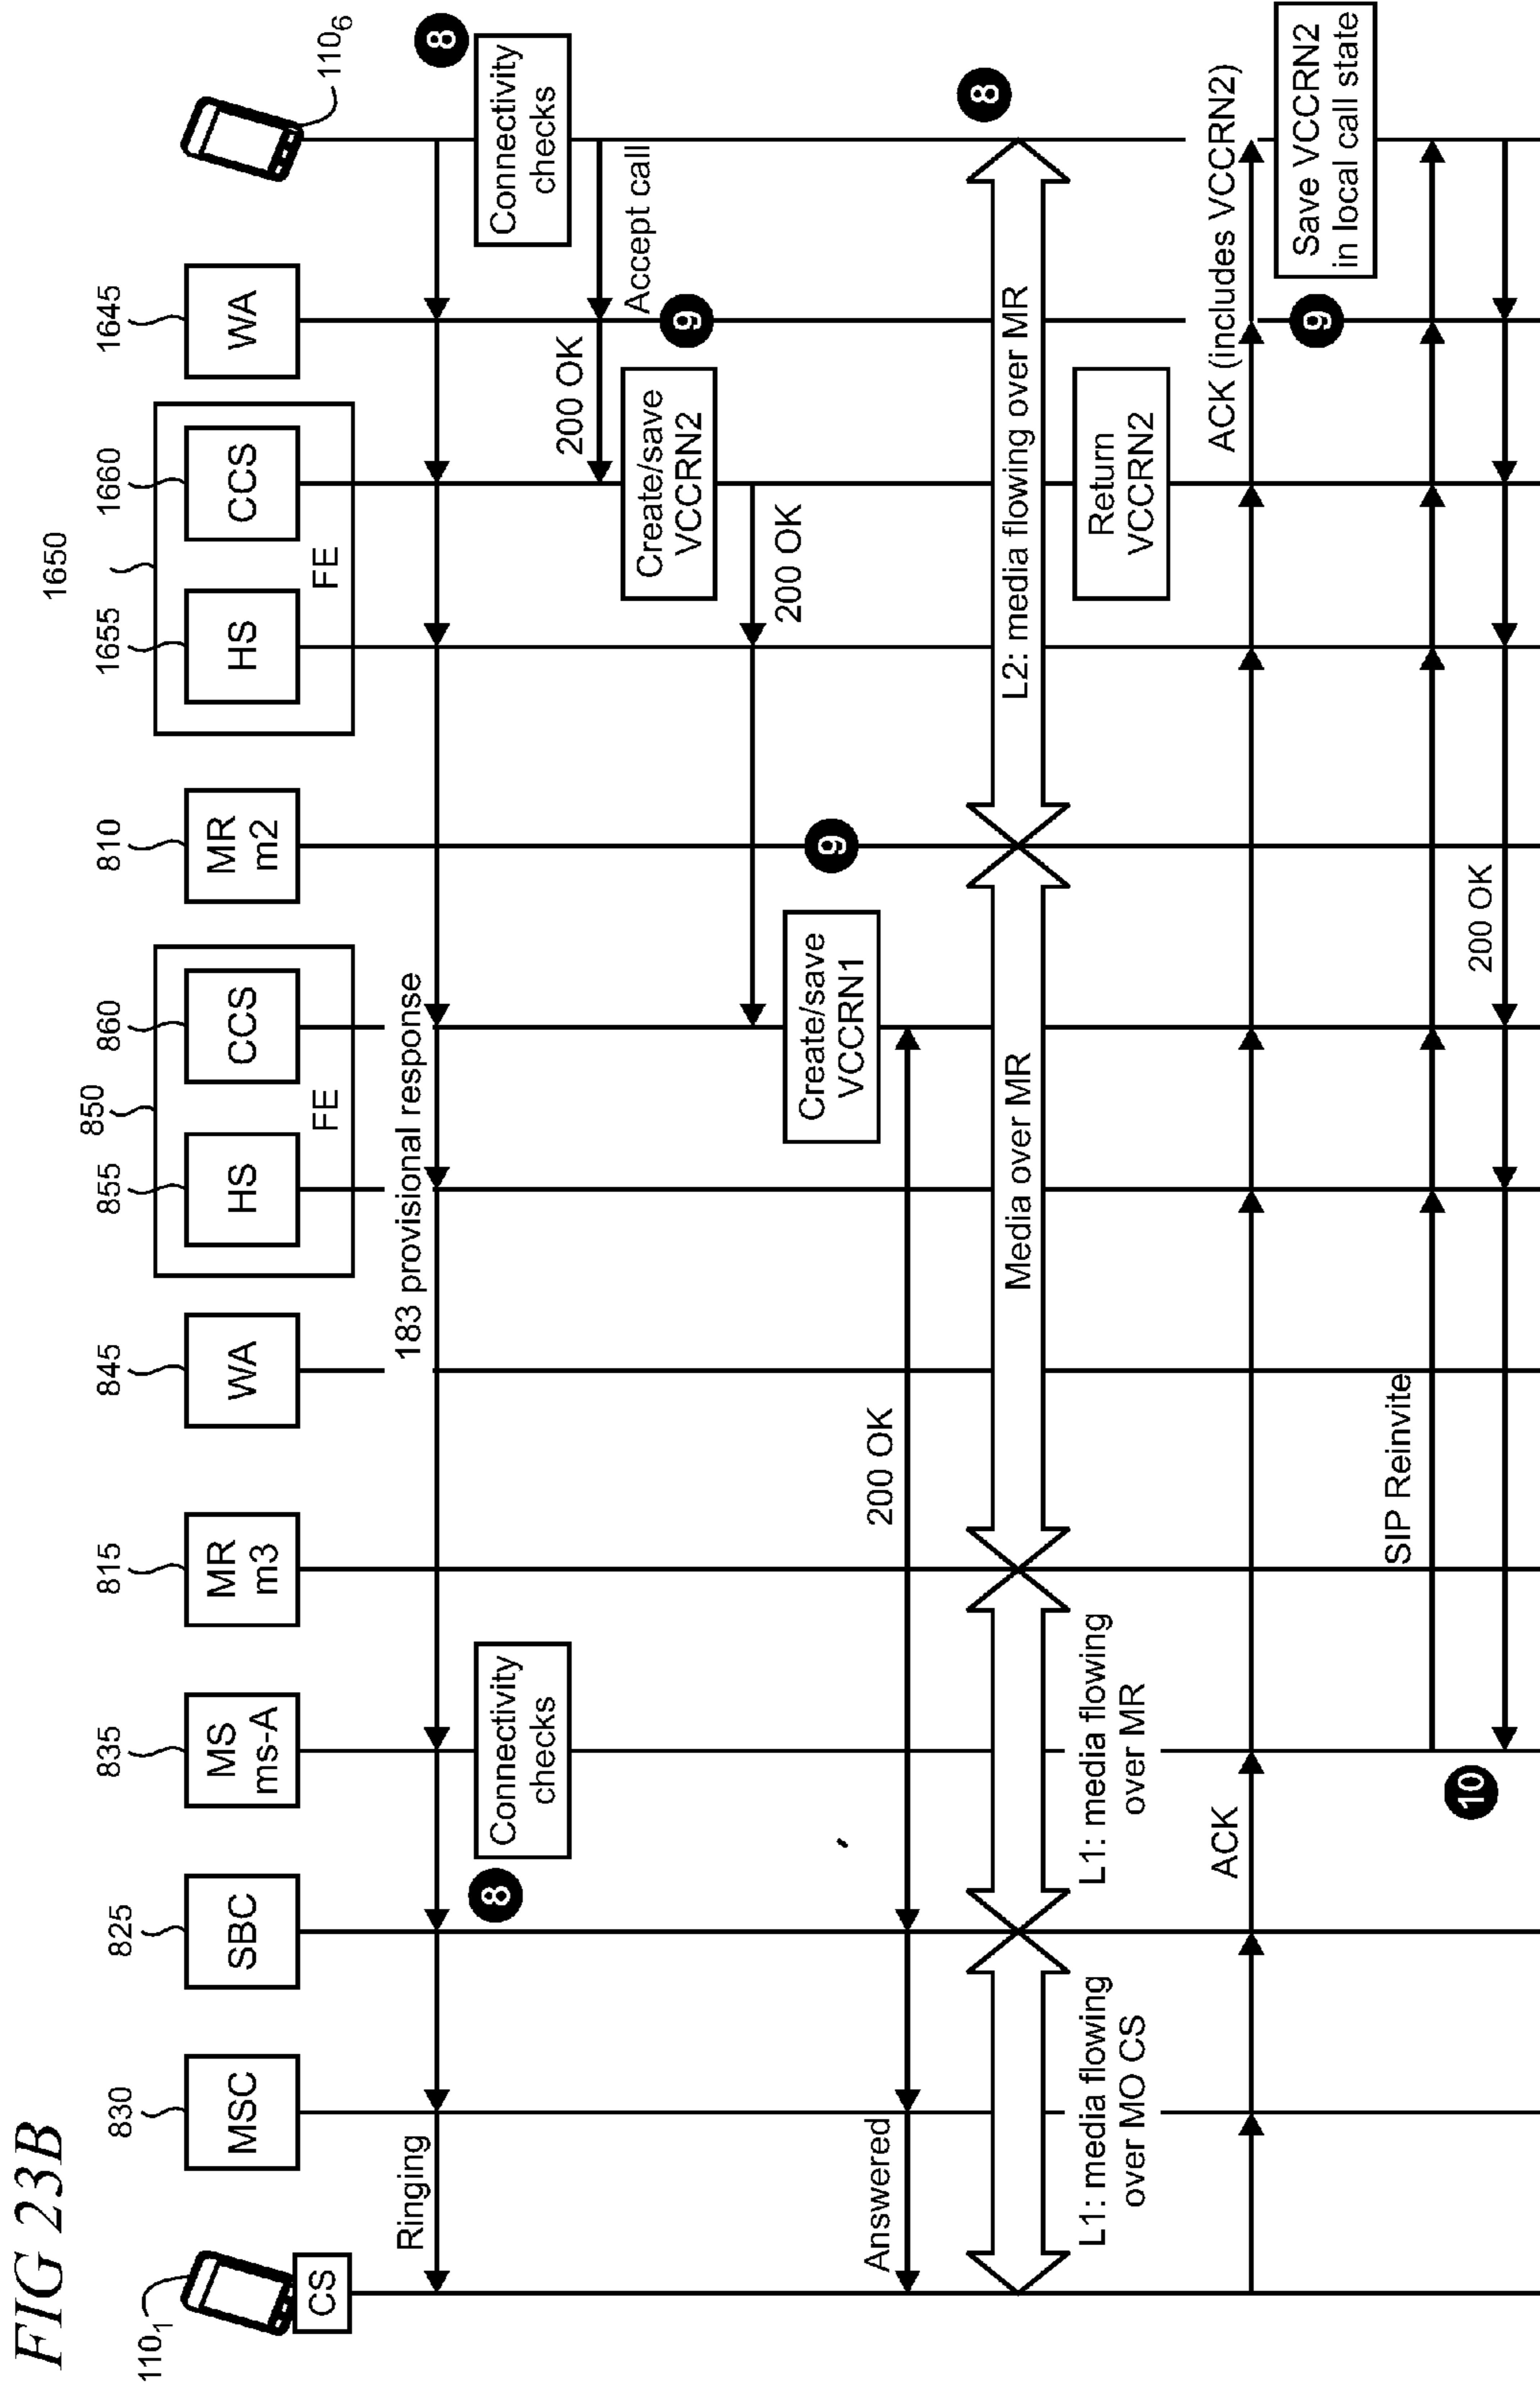 FIG 23B
110₁
CS
830
MSC
825
SBC
835
MS
ms-A
815
MR
m3
845
WA
850
855
HS
860
CCS
FE
810
MR
m2
1650
1655
HS
1660
CCS
FE
1645
WA
110₆
Ringing
183 provisional response
8
Connectivity
checks
8
Connectivity
checks
Accept call
200 OK
9
Create/save
VCCRN2
200 OK
9
Create/save
VCCRN1
Answered
200 OK
8
Media over MR
L2: media flowing over MR
L1: media flowing
over MO CS
L1: media flowing
over MR
Return
VCCRN2
ACK
ACK (includes VCCRN2)
9
Save VCCRN2
in local call state
SIP Reinvite
10
200 OK